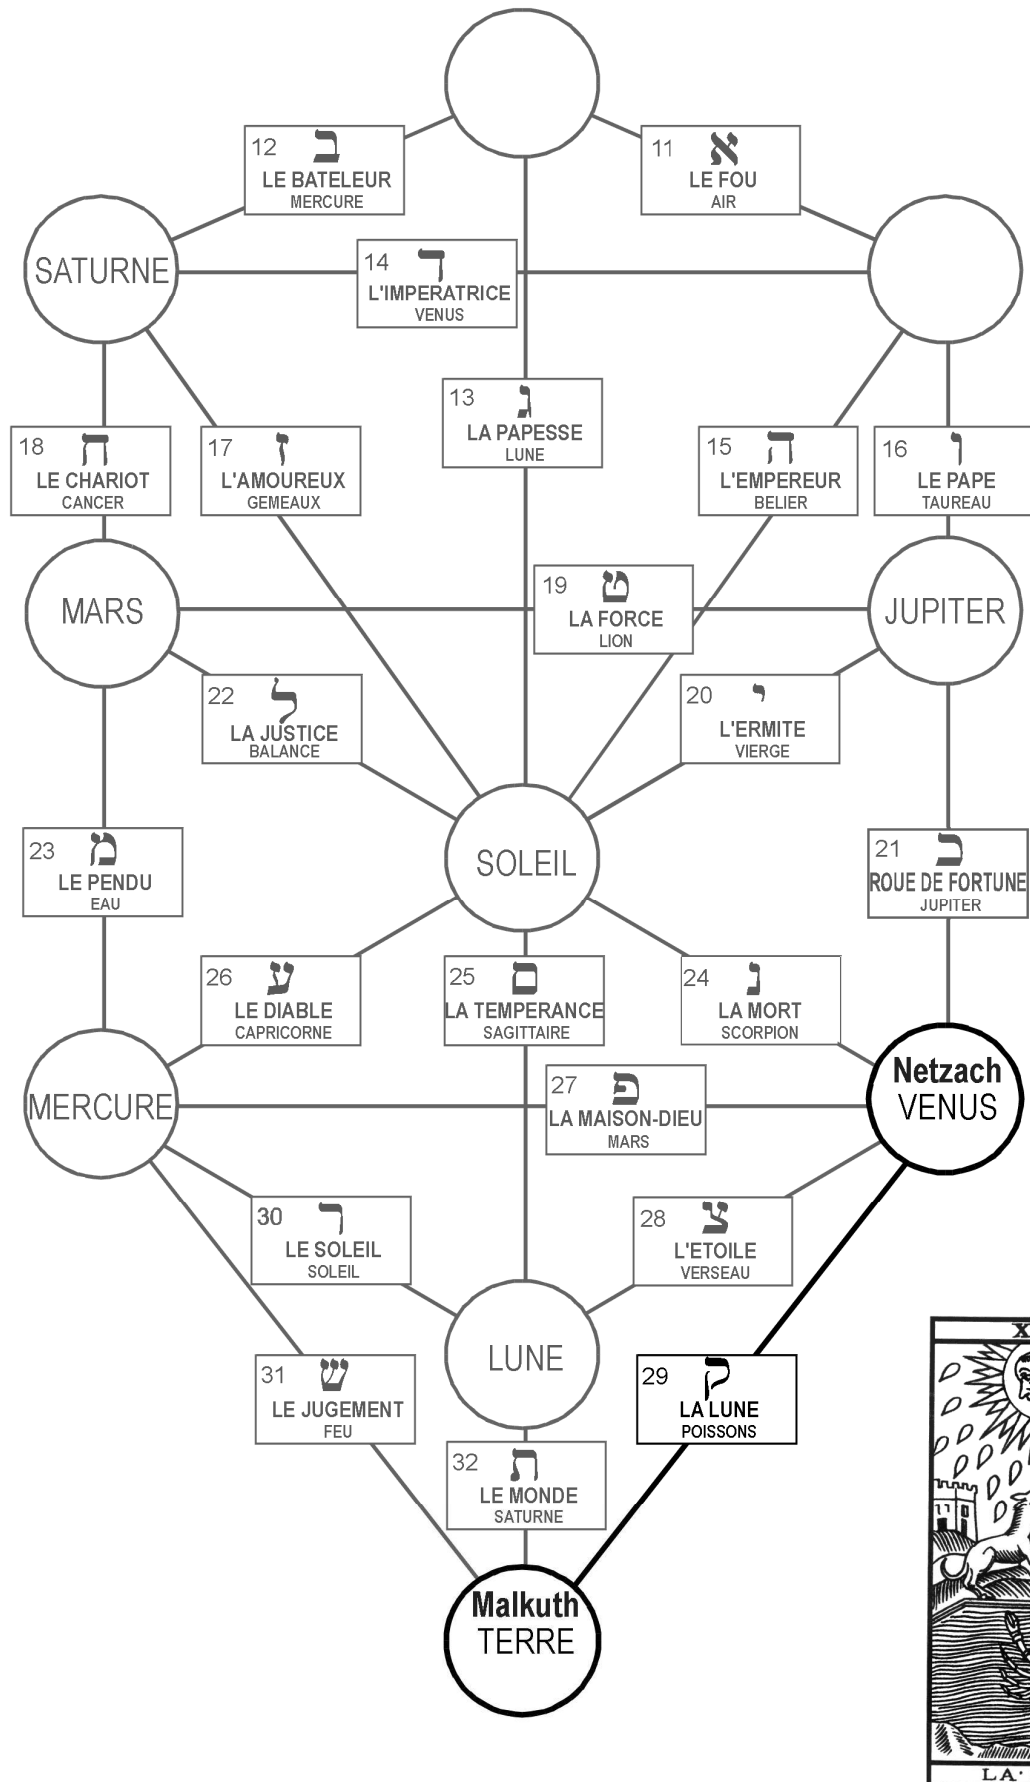 12 ב
LE BATELEUR
MERCURE
11 א
LE FOU
AIR
SATURNE
14 ד
L'IMPERATRICE
VENUS
13 ג
LA PAPESSE
LUNE
18 ח
LE CHARIOT
CANCER
17 ז
L'AMOUREUX
GEMEAUX
15 ה
L'EMPEREUR
BELIER
16 ו
LE PAPE
TAUREAU
MARS
19 ט
LA FORCE
LION
JUPITER
22 ל
LA JUSTICE
BALANCE
20 י
L'ERMITE
VIERGE
23 מ
LE PENDU
EAU
SOLEIL
21 כ
ROUE DE FORTUNE
JUPITER
26 ע
LE DIABLE
CAPRICORNE
25 ם
LA TEMPERANCE
SAGITTAIRE
24 נ
LA MORT
SCORPION
MERCURE
27 פ
LA MAISON-DIEU
MARS
Netzach
VENUS
30 ר
LE SOLEIL
SOLEIL
28 צ
L'ETOILE
VERSEAU
LUNE
31 ש
LE JUGEMENT
FEU
29 ק
LA LUNE
POISSONS
32 ת
LE MONDE
SATURNE
Malkuth
TERRE
X
LA